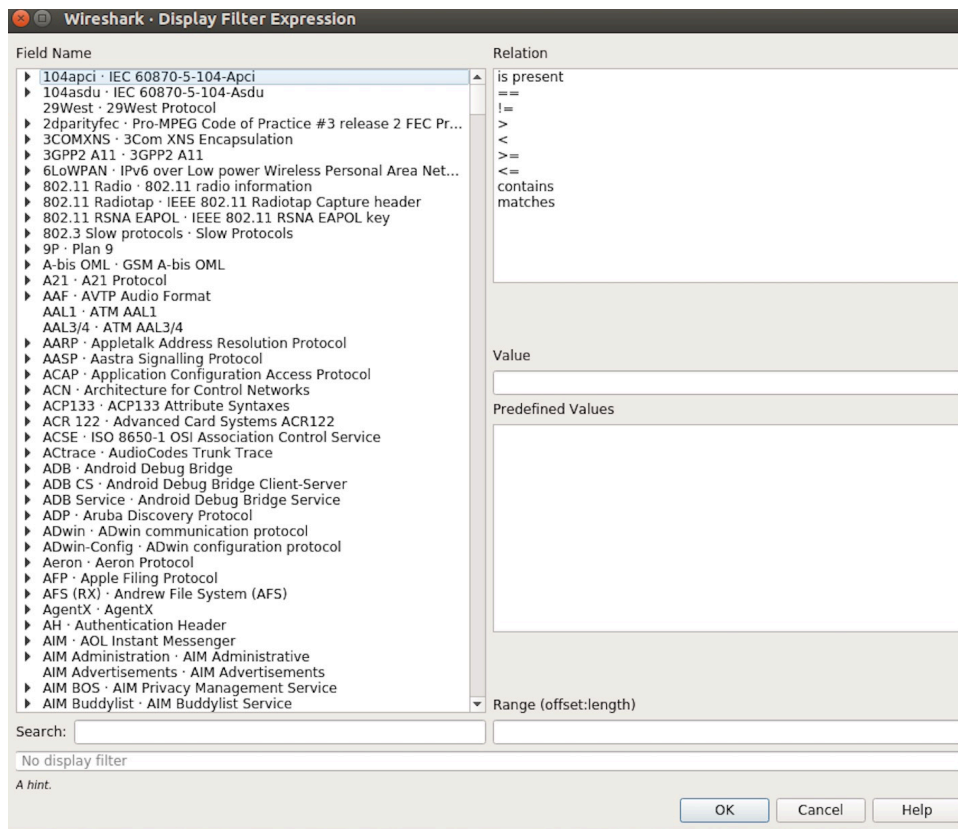 Wireshark · Display Filter Expression
Field Name
104apci · IEC 60870-5-104-Apci
104asdu · IEC 60870-5-104-Asdu
29West · 29West Protocol
2dparityfec · Pro-MPEG Code of Practice #3 release 2 FEC Pr...
3COMXNS · 3Com XNS Encapsulation
3GPP2 A11 · 3GPP2 A11
6LoWPAN · IPv6 over Low power Wireless Personal Area Net...
802.11 Radio · 802.11 radio information
802.11 Radiotap · IEEE 802.11 Radiotap Capture header
802.11 RSNA EAPOL · IEEE 802.11 RSNA EAPOL key
802.3 Slow protocols · Slow Protocols
9P · Plan 9
A-bis OML · GSM A-bis OML
A21 · A21 Protocol
AAF · AVTP Audio Format
AAL1 · ATM AAL1
AAL3/4 · ATM AAL3/4
AARP · Appletalk Address Resolution Protocol
AASP · Aastra Signalling Protocol
ACAP · Application Configuration Access Protocol
ACN · Architecture for Control Networks
ACP133 · ACP133 Attribute Syntaxes
ACR 122 · Advanced Card Systems ACR122
ACSE · ISO 8650-1 OSI Association Control Service
ACtrace · AudioCodes Trunk Trace
ADB · Android Debug Bridge
ADB CS · Android Debug Bridge Client-Server
ADB Service · Android Debug Bridge Service
ADP · Aruba Discovery Protocol
ADwin · ADwin communication protocol
ADwin-Config · ADwin configuration protocol
Aeron · Aeron Protocol
AFP · Apple Filing Protocol
AFS (RX) · Andrew File System (AFS)
AgentX · AgentX
AH · Authentication Header
AIM · AOL Instant Messenger
AIM Administration · AIM Administrative
AIM Advertisements · AIM Advertisements
AIM BOS · AIM Privacy Management Service
AIM Buddylist · AIM Buddylist Service
Search:
Relation
is present
==
!=
>
<
>=
<=
contains
matches
Value
Predefined Values
Range (offset:length)
No display filter
A hint.
OK
Cancel
Help